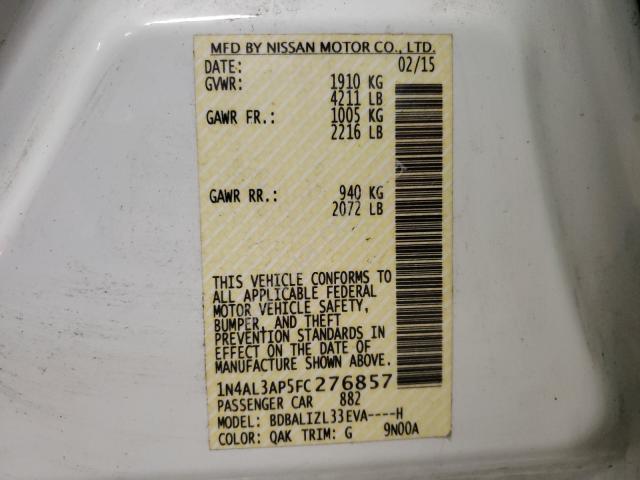 MFD BY NISSAN MOTOR CO., LTD.
DATE: 02/15
GVWR: 1910 KG
4211 LB
GAWR FR.: 1005 KG
2216 LB
GAWR RR.: 940 KG
2072 LB
THIS VEHICLE CONFORMS TO
ALL APPLICABLE FEDERAL
MOTOR VEHICLE SAFETY,
BUMPER, AND THEFT
PREVENTION STANDARDS IN
EFFECT ON THE DATE OF
MANUFACTURE SHOWN ABOVE.
1N4AL3AP5FC276857
PASSENGER CAR 882
MODEL: BDBALIZL33EVA----H
COLOR: QAK TRIM: G 9N00A